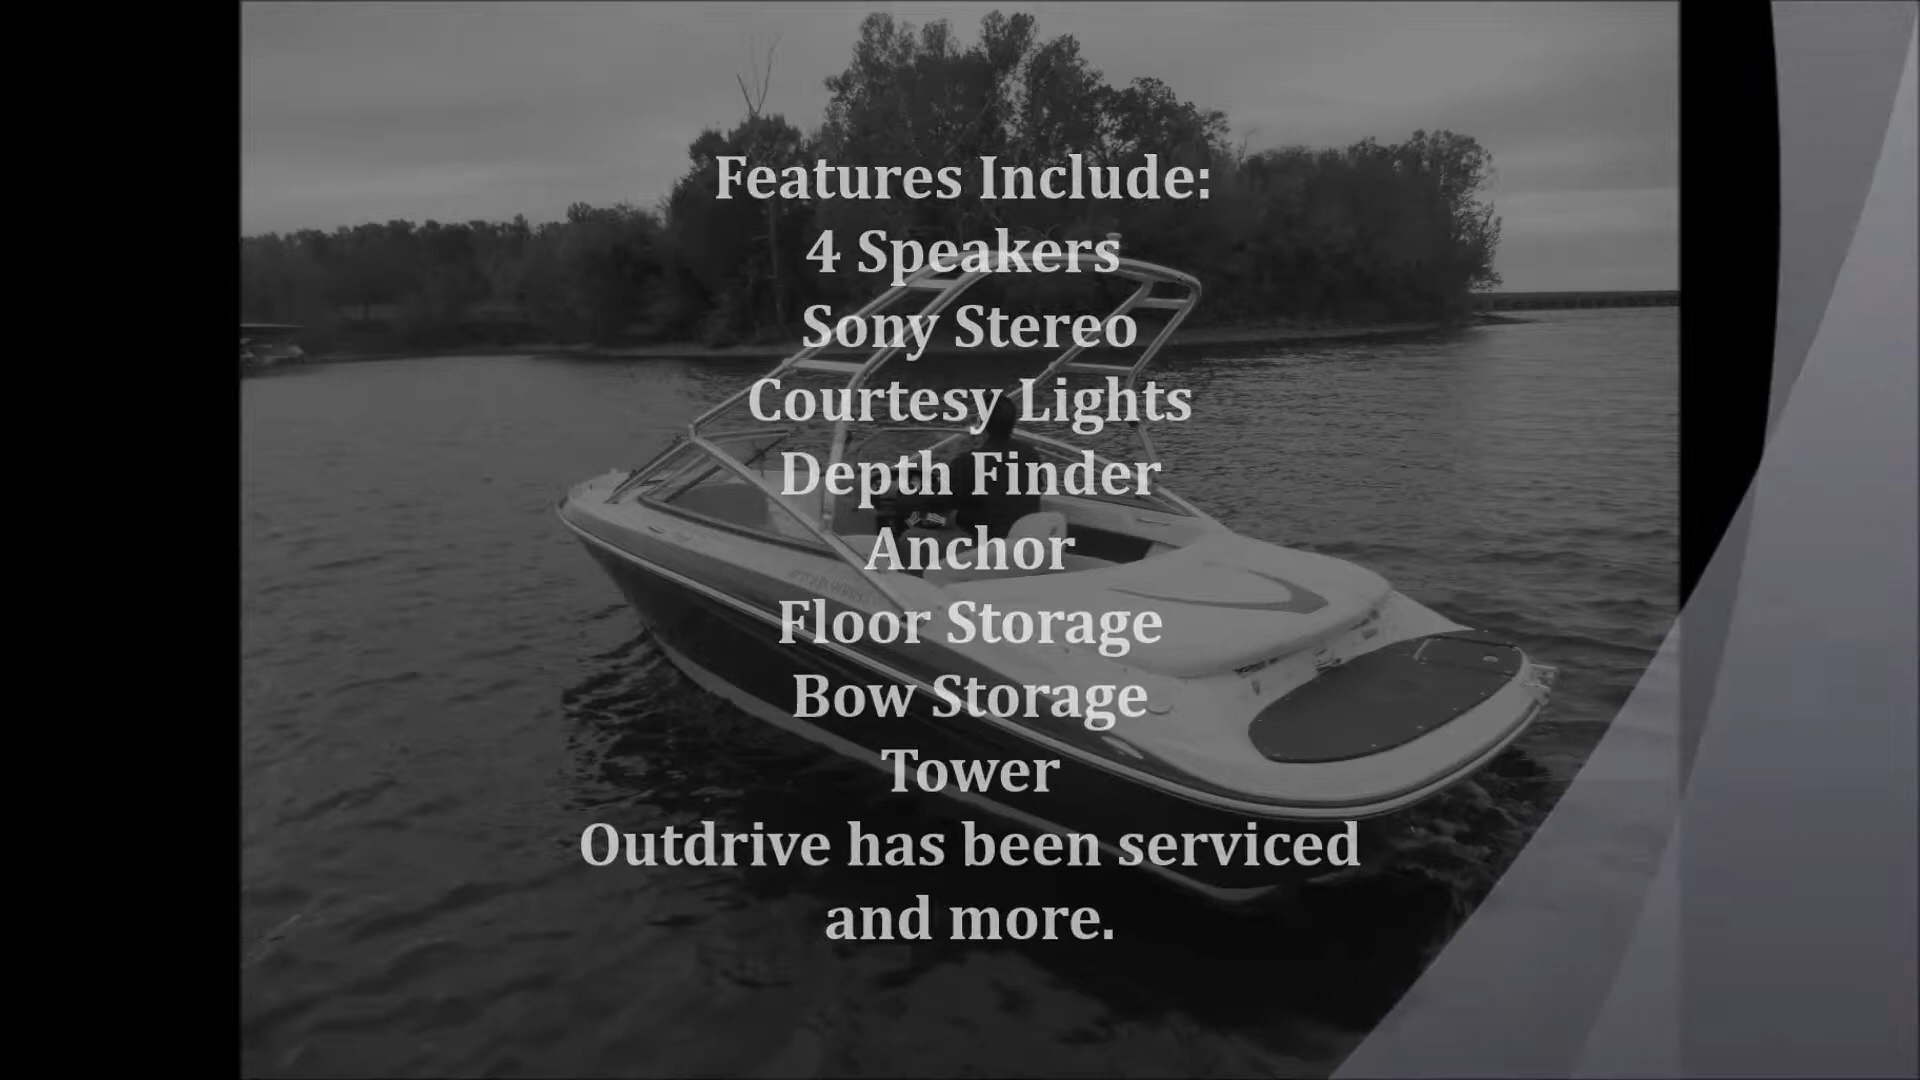 Features Include:
4 Speakers
Sony Stereo
Courtesy Lights
Depth Finder
Anchor
Floor Storage
Bow Storage
Tower
Outdrive has been serviced
and more.